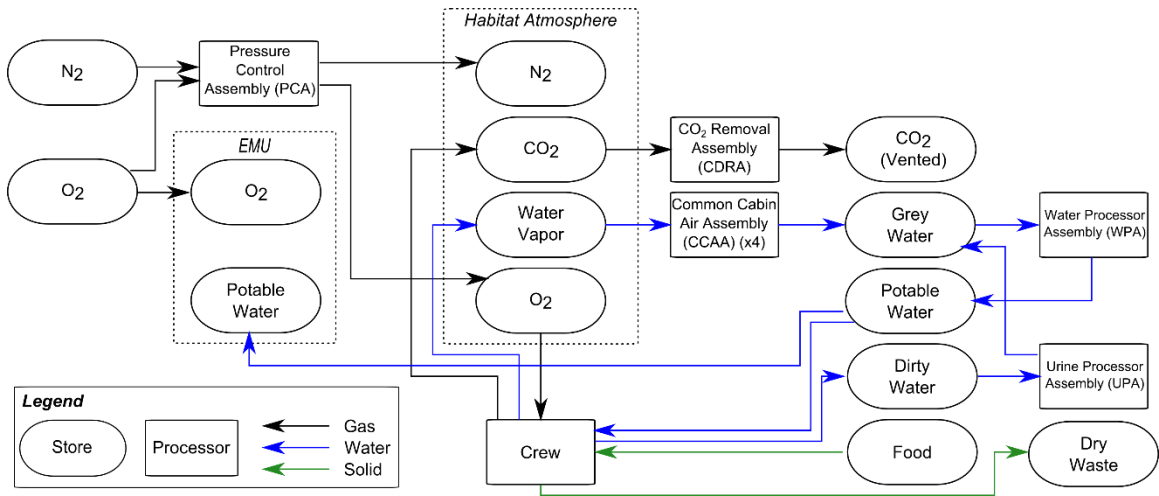 Habitat Atmosphere
N2
Pressure
Control
Assembly (PCA)
N2
EMU
O2
O2
CO2
CO2 Removal
Assembly
(CDRA)
CO2
(Vented)
Water
Vapor
Common Cabin
Air Assembly
(CCAA) (x4)
Grey
Water
Water Processor
Assembly (WPA)
Potable
Water
O2
Potable
Water
Dirty
Water
Urine Processor
Assembly (UPA)
Legend
Store
Processor
Gas
Water
Solid
Crew
Food
Dry
Waste